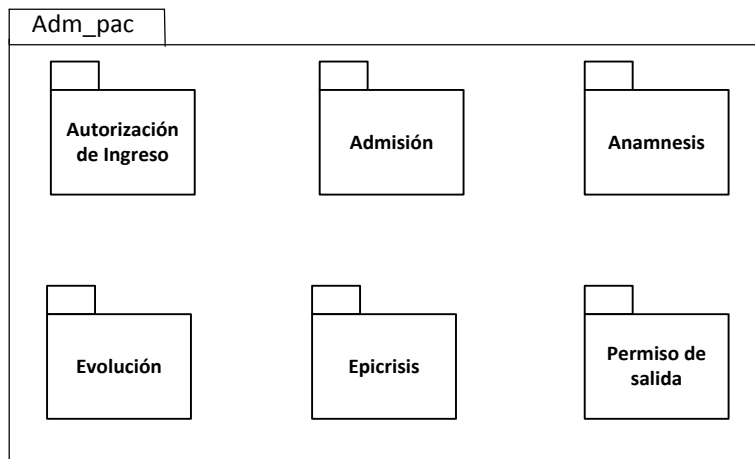 Adm_pac
Autorización
de Ingreso
Admisión
Anamnesis
Evolución
Epicrisis
Permiso de
salida